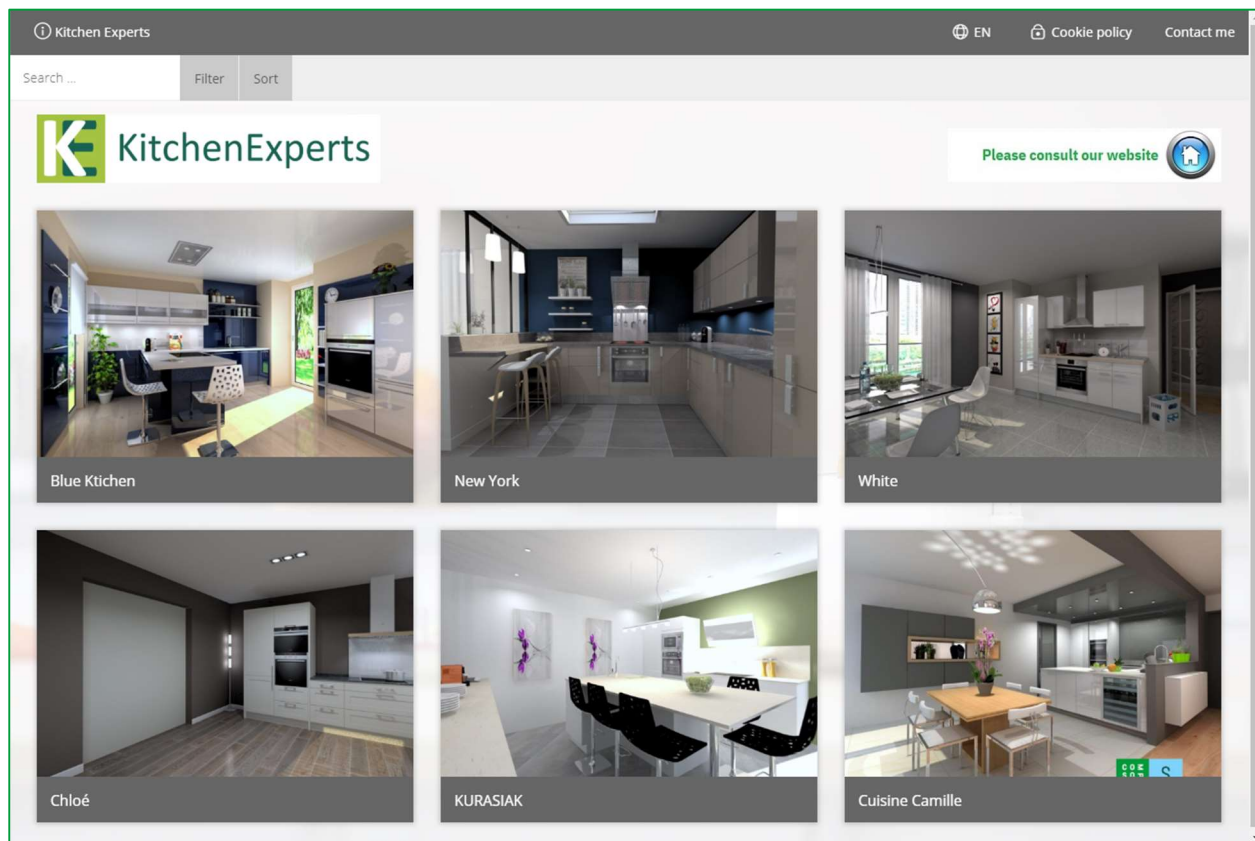 Kitchen Experts
EN
Cookie policy
Contact me
Search ...
Filter
Sort
KE KitchenExperts
Please consult our website
Blue Ktichen
New York
White
Chloé
KURASIAK
Cuisine Camille